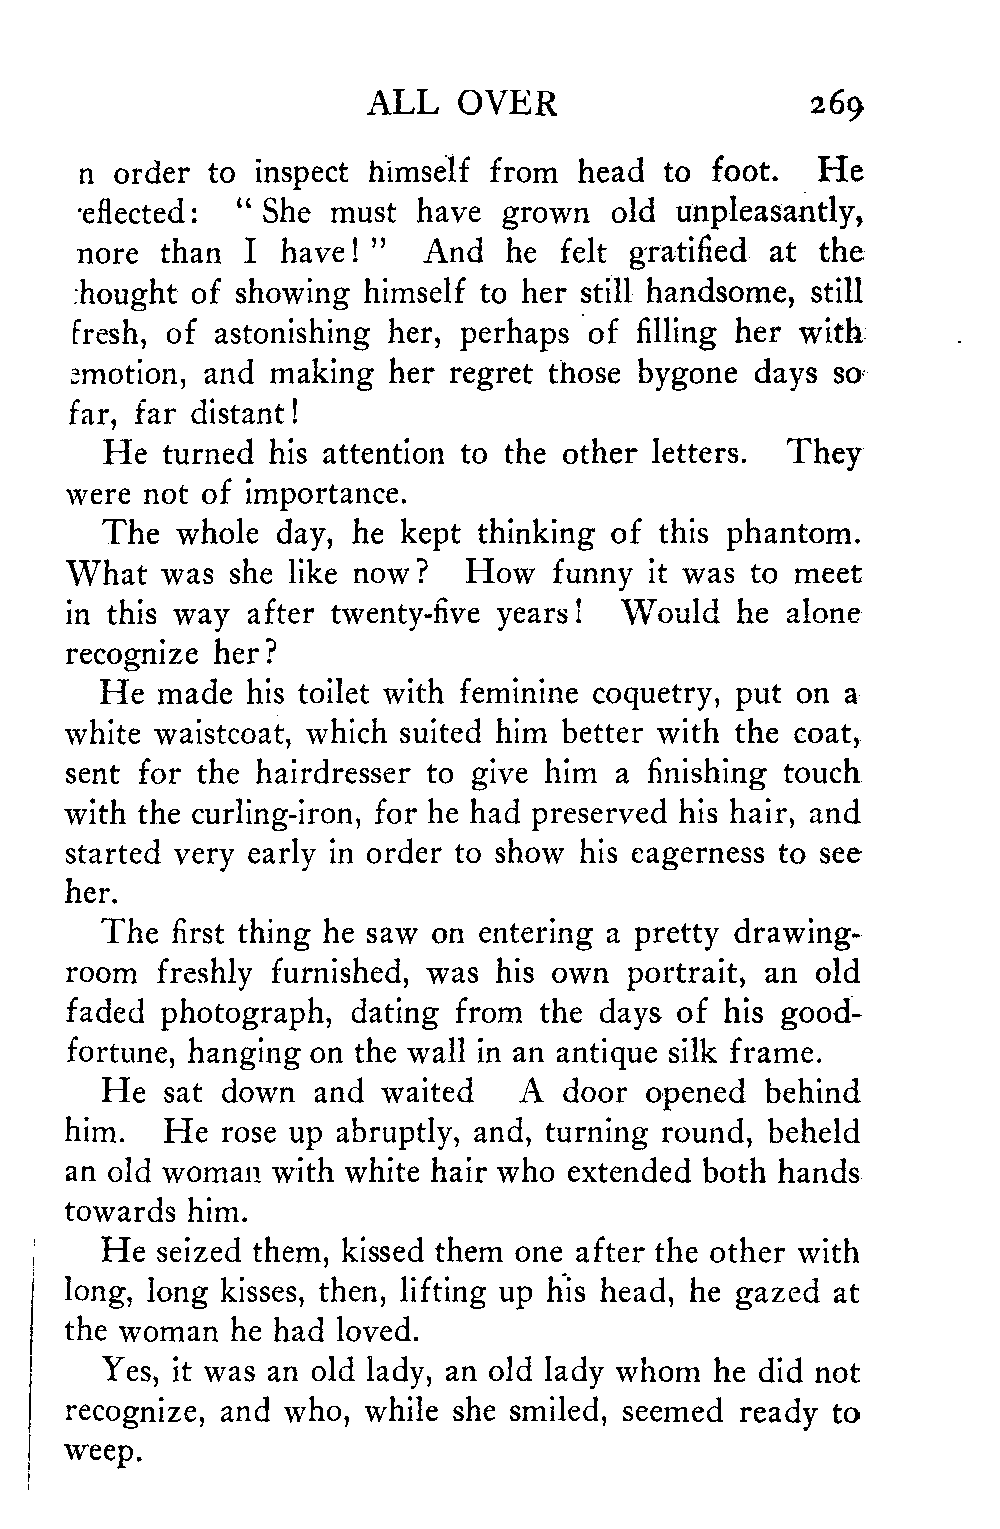 ALL OVER 269
n order to inspect himself from head to foot. He
eflected: " She must have grown old unpleasantly,
nore than I have! " And he felt gratified at the
hought of showing himself to her still handsome, still
fresh, of astonishing her, perhaps of filling her with
emotion, and making her regret those bygone days so
far, far distant!
He turned his attention to the other letters. They
were not of importance.
The whole day, he kept thinking of this phantom.
What was she like now? How funny it was to meet
in this way after twenty-five years! Would he alone
recognize her?
He made his toilet with feminine coquetry, put on a
white waistcoat, which suited him better with the coat,
sent for the hairdresser to give him a finishing touch
with the curling-iron, for he had preserved his hair, and
started very early in order to show his eagerness to see
her.
The first thing he saw on entering a pretty drawing-
room freshly furnished, was his own portrait, an old
faded photograph, dating from the days of his good-
fortune, hanging on the wall in an antique silk frame.
He sat down and waited A door opened behind
him. He rose up abruptly, and, turning round, beheld
an old woman with white hair who extended both hands
towards him.
He seized them, kissed them one after the other with
long, long kisses, then, lifting up his head, he gazed at
the woman he had loved.
Yes, it was an old lady, an old lady whom he did not
recognize, and who, while she smiled, seemed ready to
weep.